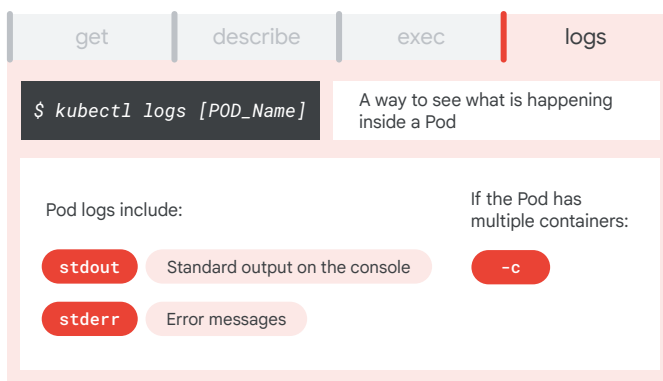 get
describe
exec
logs
$ kubectl logs [POD_Name]
A way to see what is happening
inside a Pod
Pod logs include:
If the Pod has
multiple containers:
stdout
Standard output on the console
-c
stderr
Error messages